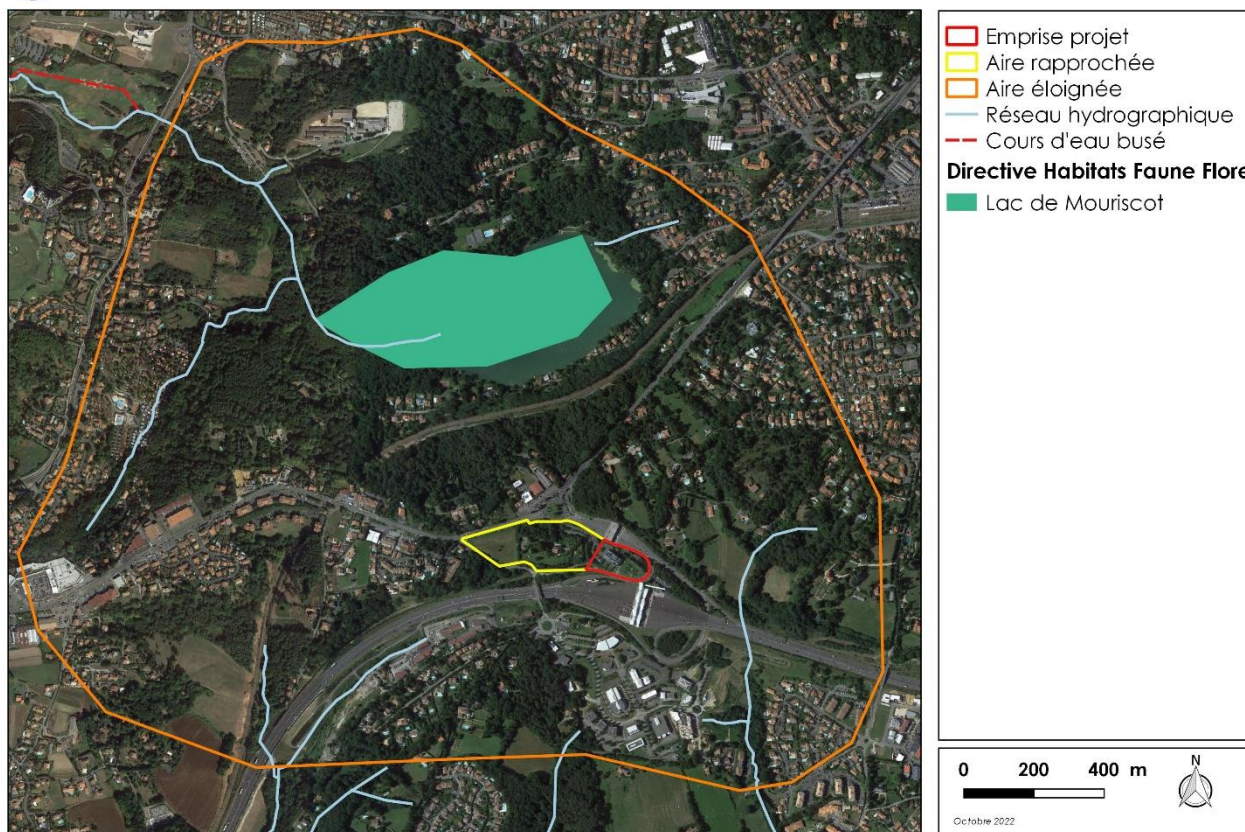 Emprise projet
Aire rapprochée
Aire éloignée
Réseau hydrographique
Cours d'eau busé
Directive Habitats Faune Flore
Lac de Mouriscot
0 200 400 m
N
Octobre 2022